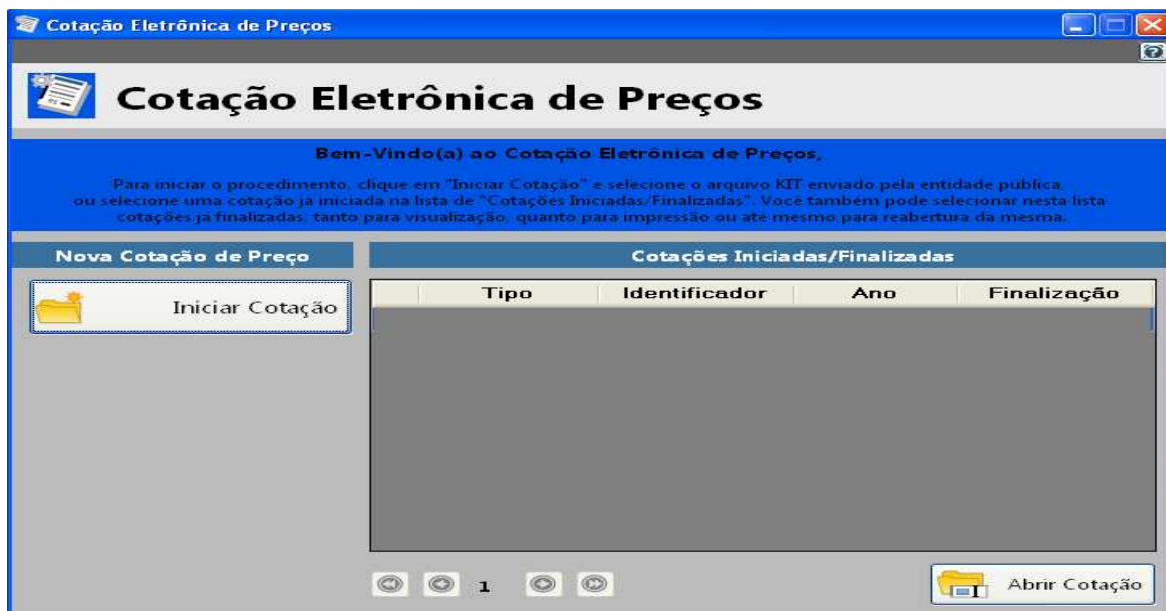 Cotação Eletrônica de Preços
Cotação Eletrônica de Preços
Bem-Vindo(a) ao Cotação Eletrônica de Preços,
Para iniciar o procedimento, clique em "Iniciar Cotação" e selecione o arquivo KIT enviado pela entidade pública,
ou selecione uma cotação já iniciada na lista de "Cotações Iniciadas/Finalizadas". Você também pode selecionar nesta lista
cotações já finalizadas, tanto para visualização, quanto para impressão ou até mesmo para reabertura da mesma.
Nova Cotação de Preço
Cotações Iniciadas/Finalizadas
Iniciar Cotação
Tipo Identificador Ano Finalização
1
Abrir Cotação